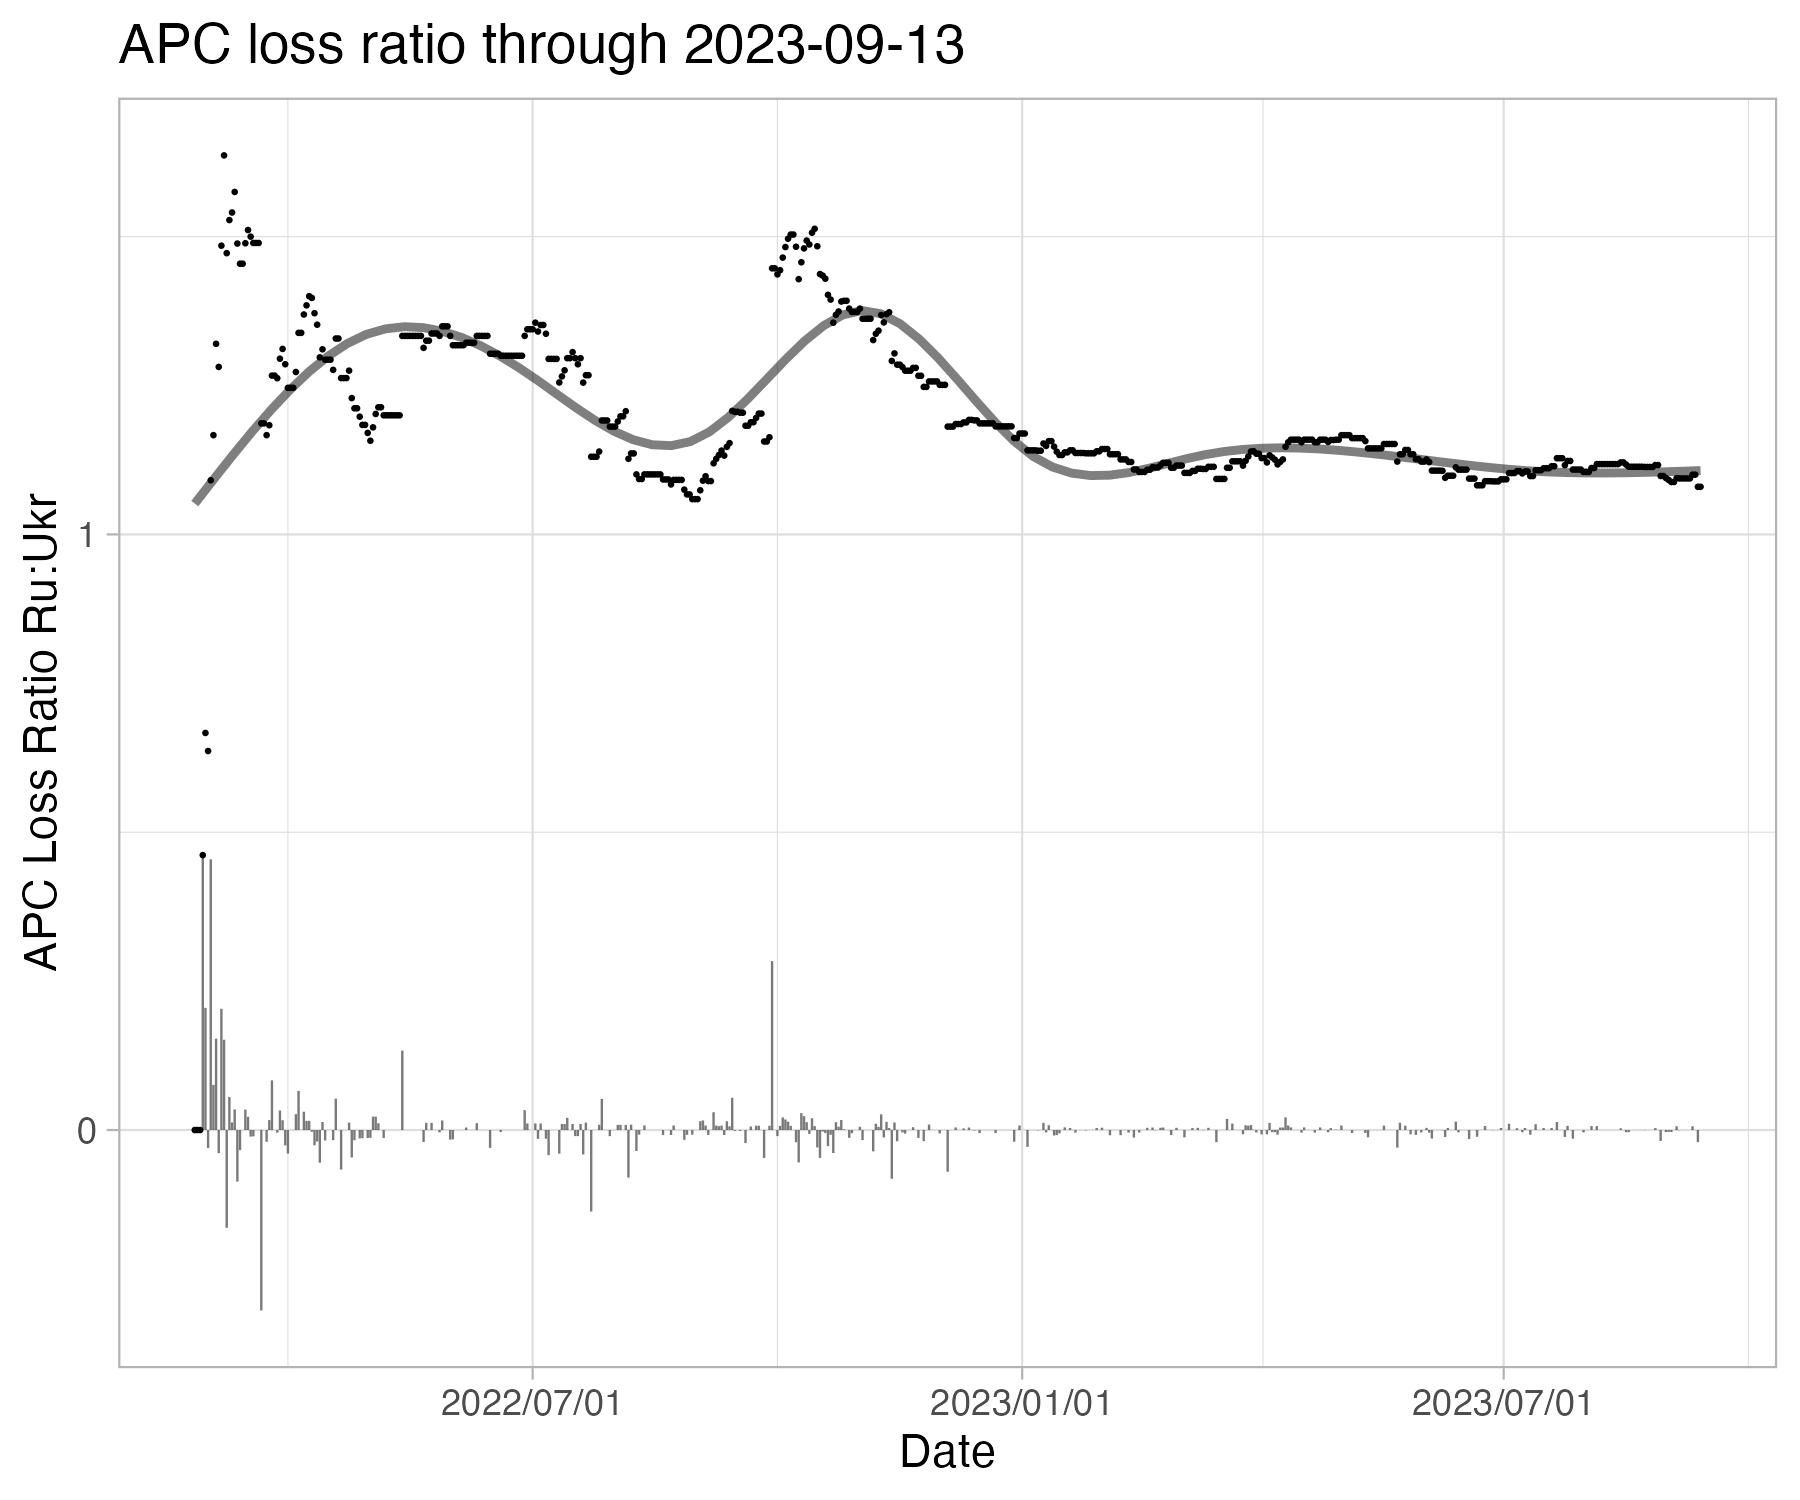 APC loss ratio through 2023-09-13
APC Loss Ratio Ru:Ukr
1
0
2022/07/01
2023/01/01
2023/07/01
Date